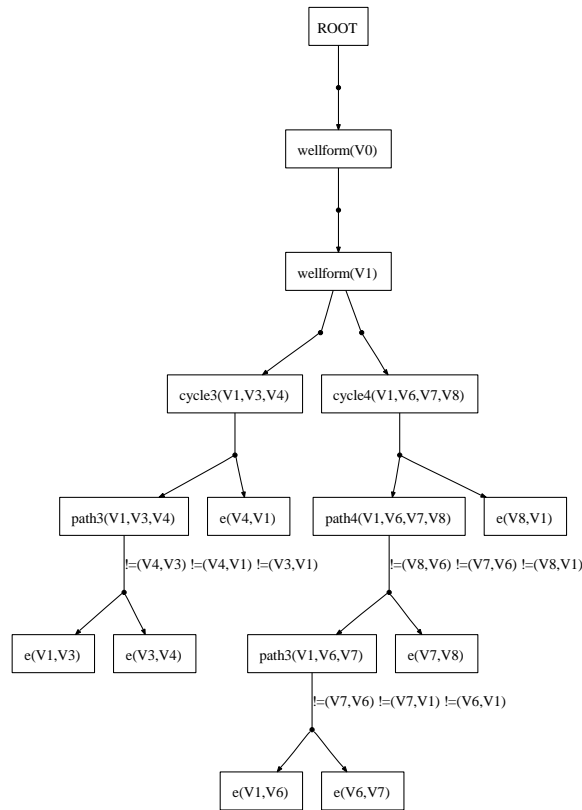 ROOT
wellform(V0)
wellform(V1)
cycle3(V1,V3,V4) cycle4(V1,V6,V7,V8)
path3(V1,V3,V4) e(V4,V1) path4(V1,V6,V7,V8) e(V8,V1)
!=(V4,V3) !=(V4,V1) !=(V3,V1) !=(V8,V6) !=(V7,V6) !=(V8,V1)
e(V1,V3) e(V3,V4) path3(V1,V6,V7) e(V7,V8)
!=(V7,V6) !=(V7,V1) !=(V6,V1)
e(V1,V6) e(V6,V7)